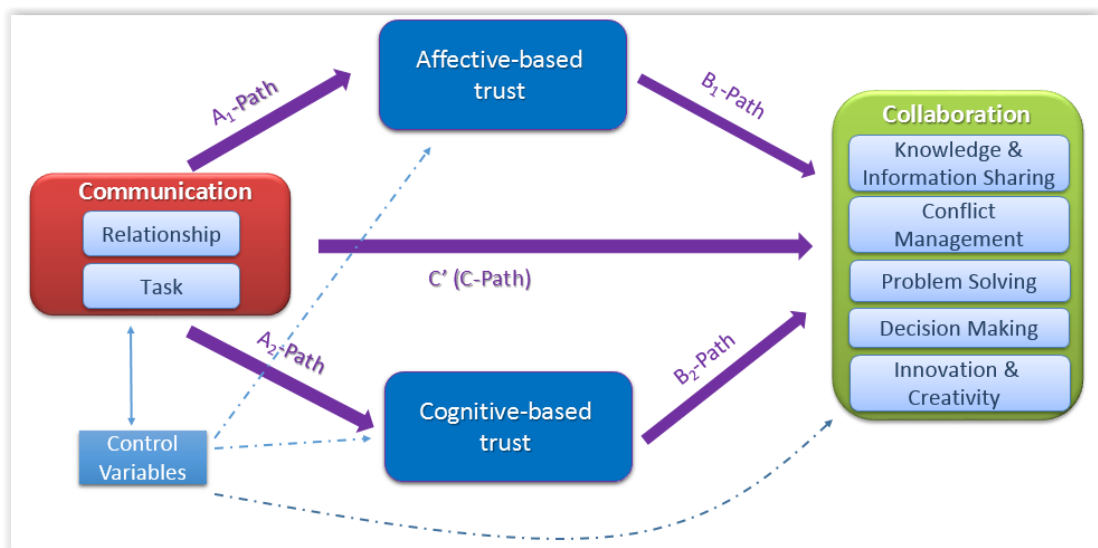 Affective-based
trust
A₁-Path
B₁-Path
Collaboration
Knowledge &
Information Sharing
Conflict
Management
Problem Solving
Decision Making
Innovation &
Creativity
Communication
Relationship
Task
C' (C-Path)
A₂-Path
B₂-Path
Cognitive-based
trust
Control
Variables